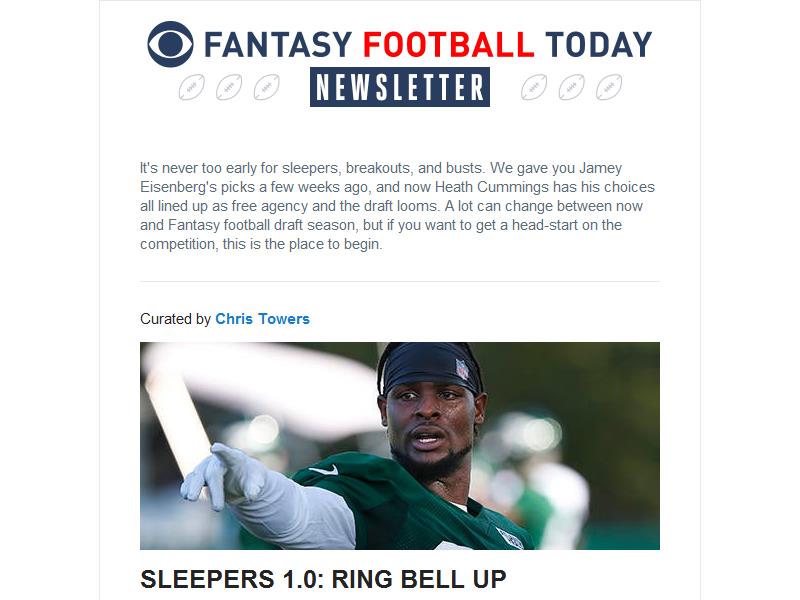 FANTASY FOOTBALL TODAY
NEWSLETTER
It's never too early for sleepers, breakouts, and busts. We gave you Jamey
Eisenberg's picks a few weeks ago, and now Heath Cummings has his choices
all lined up as free agency and the draft looms. A lot can change between now
and Fantasy football draft season, but if you want to get a head-start on the
competition, this is the place to begin.
Curated by Chris Towers
SLEEPERS 1.0: RING BELL UP